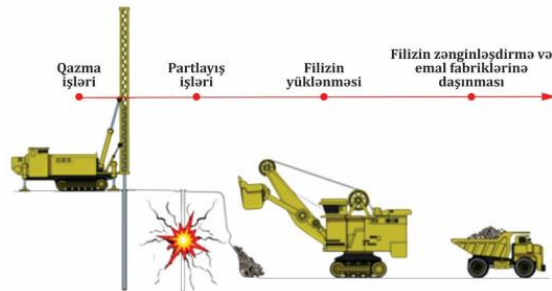 Qazma
işləri
Partlayış
işləri
Filizin
yüklənməsi
Filizin zənginləşdirmə və
emal fabriklərinə
daşınması